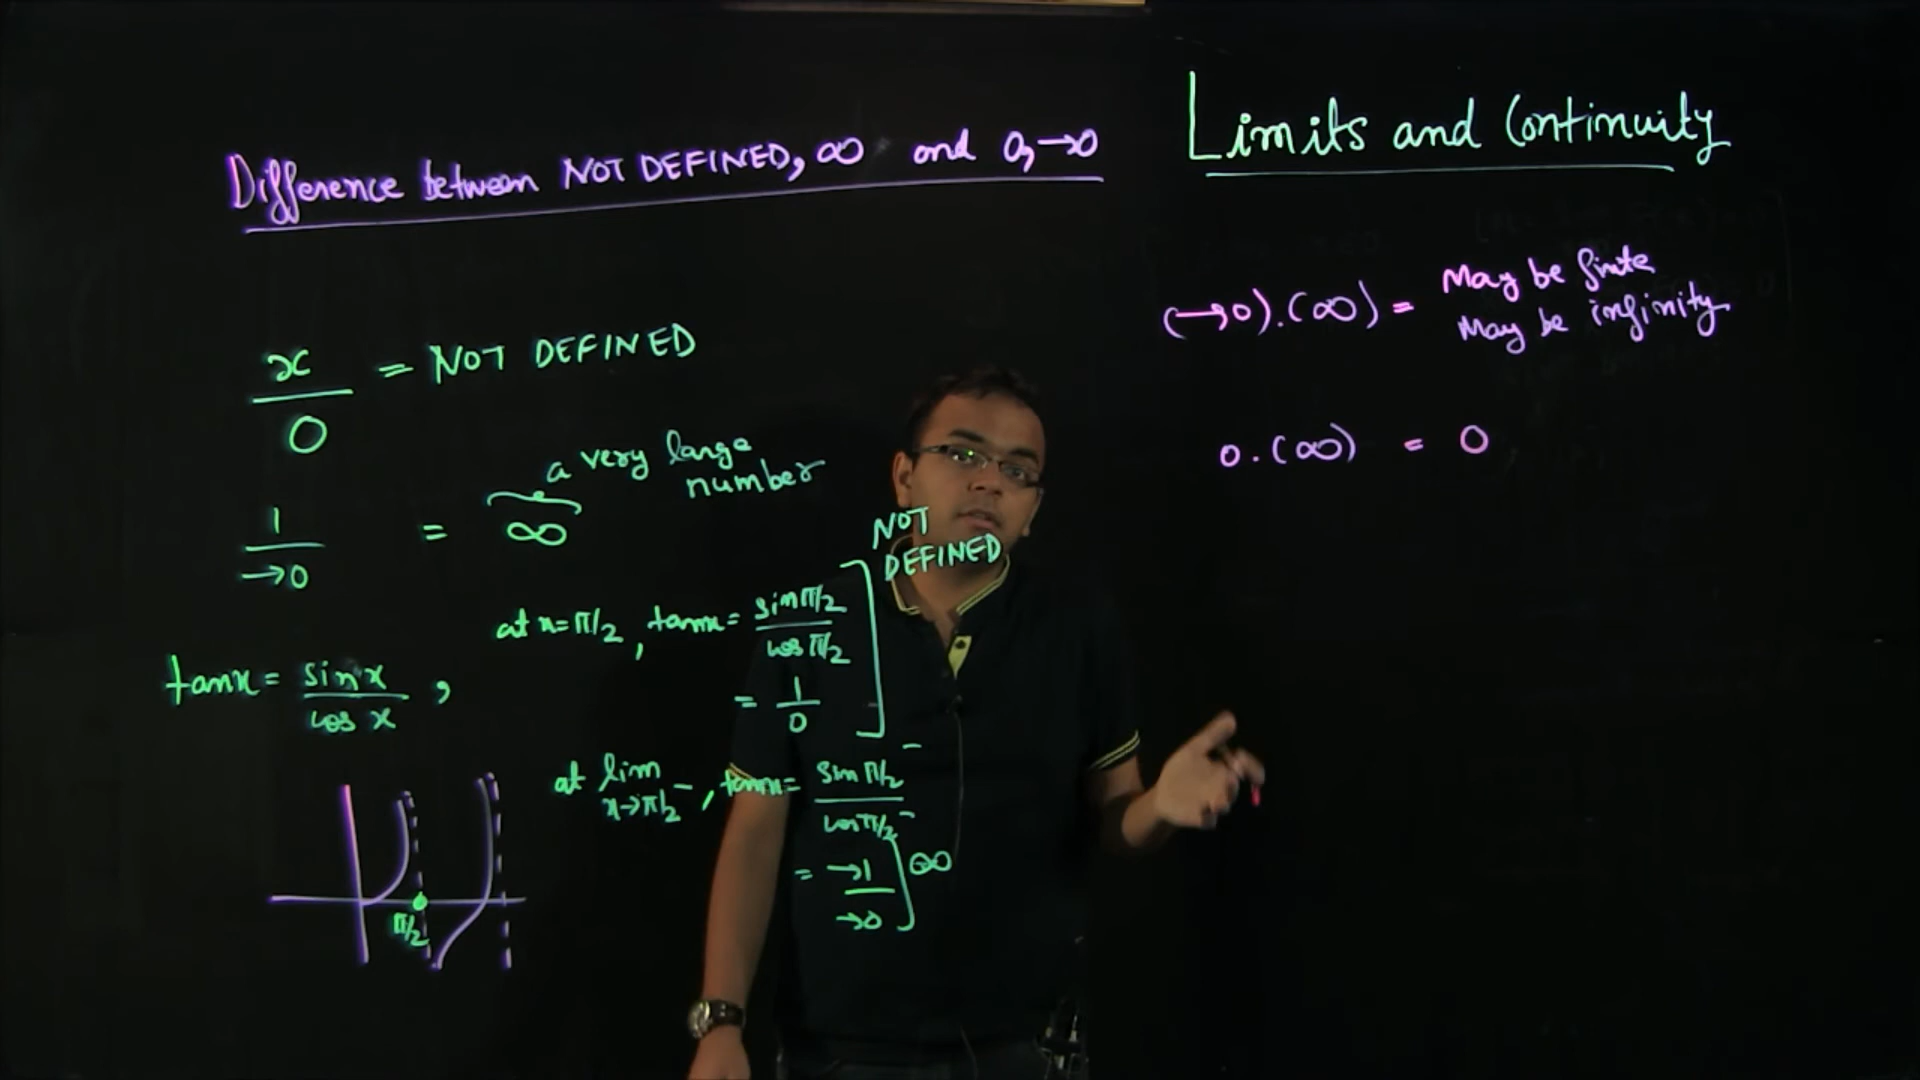 Difference between NOT DEFINED, ∞ and 0, →0
x/0 = NOT DEFINED
a very large
number
1/→0 = ∞
NOT
DEFINED
at x=π/2, tanx = sinπ/2 / cosπ/2
tanx = sinx/cosx,
= 1/0
at lim x→π/2⁻, tanx = sinπ/2⁻ / cosπ/2⁻
= →1/→0 ] ∞
π/2
Limits and Continuity
(→0).(∞) = May be finite
May be infinity
0.(∞) = 0